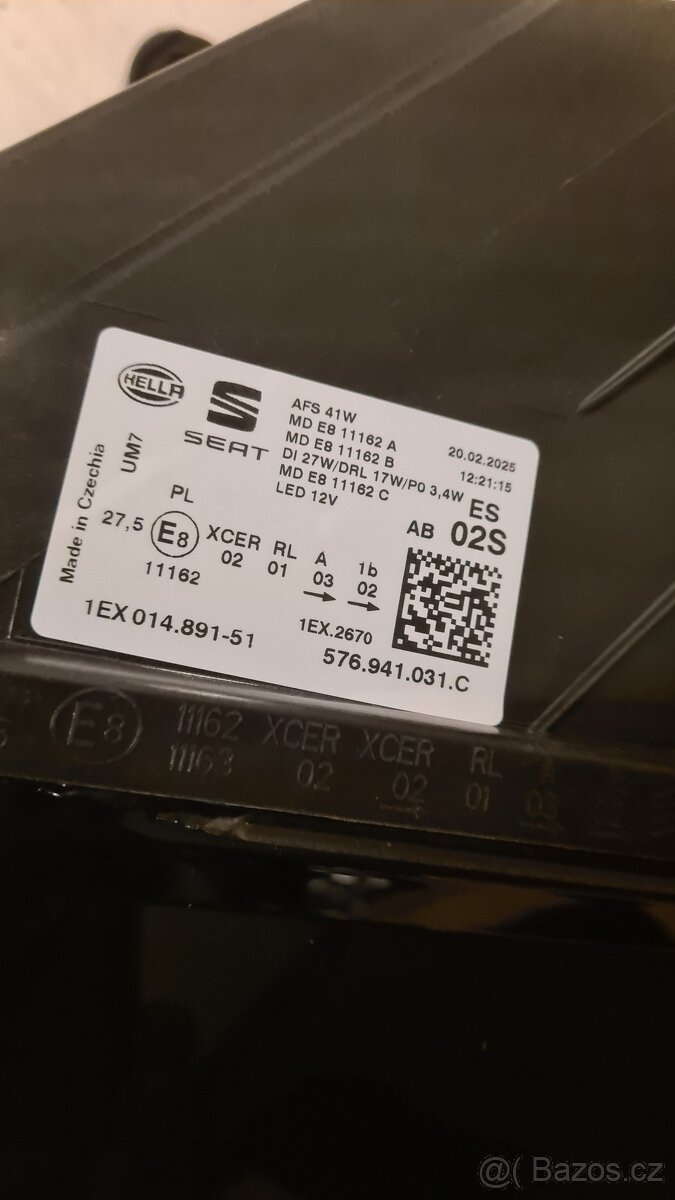 HELLA
SEAT
AFS 41W
MD E8 11162 A
MD E8 11162 B
DI 27W/DRL 17W/P0 3,4W
MD E8 11162 C
LED 12V
20.02.2025
12:21:15
ES
AB 02S
Made in Czechia
UM7
PL
27,5 E8 XCER RL A 1b
02 01 03 02
11162
1EX 014.891-51
1EX.2670
576.941.031.C
E8 11162 XCER XCER RL
11163 02 02 01 03
@( Bazos.cz